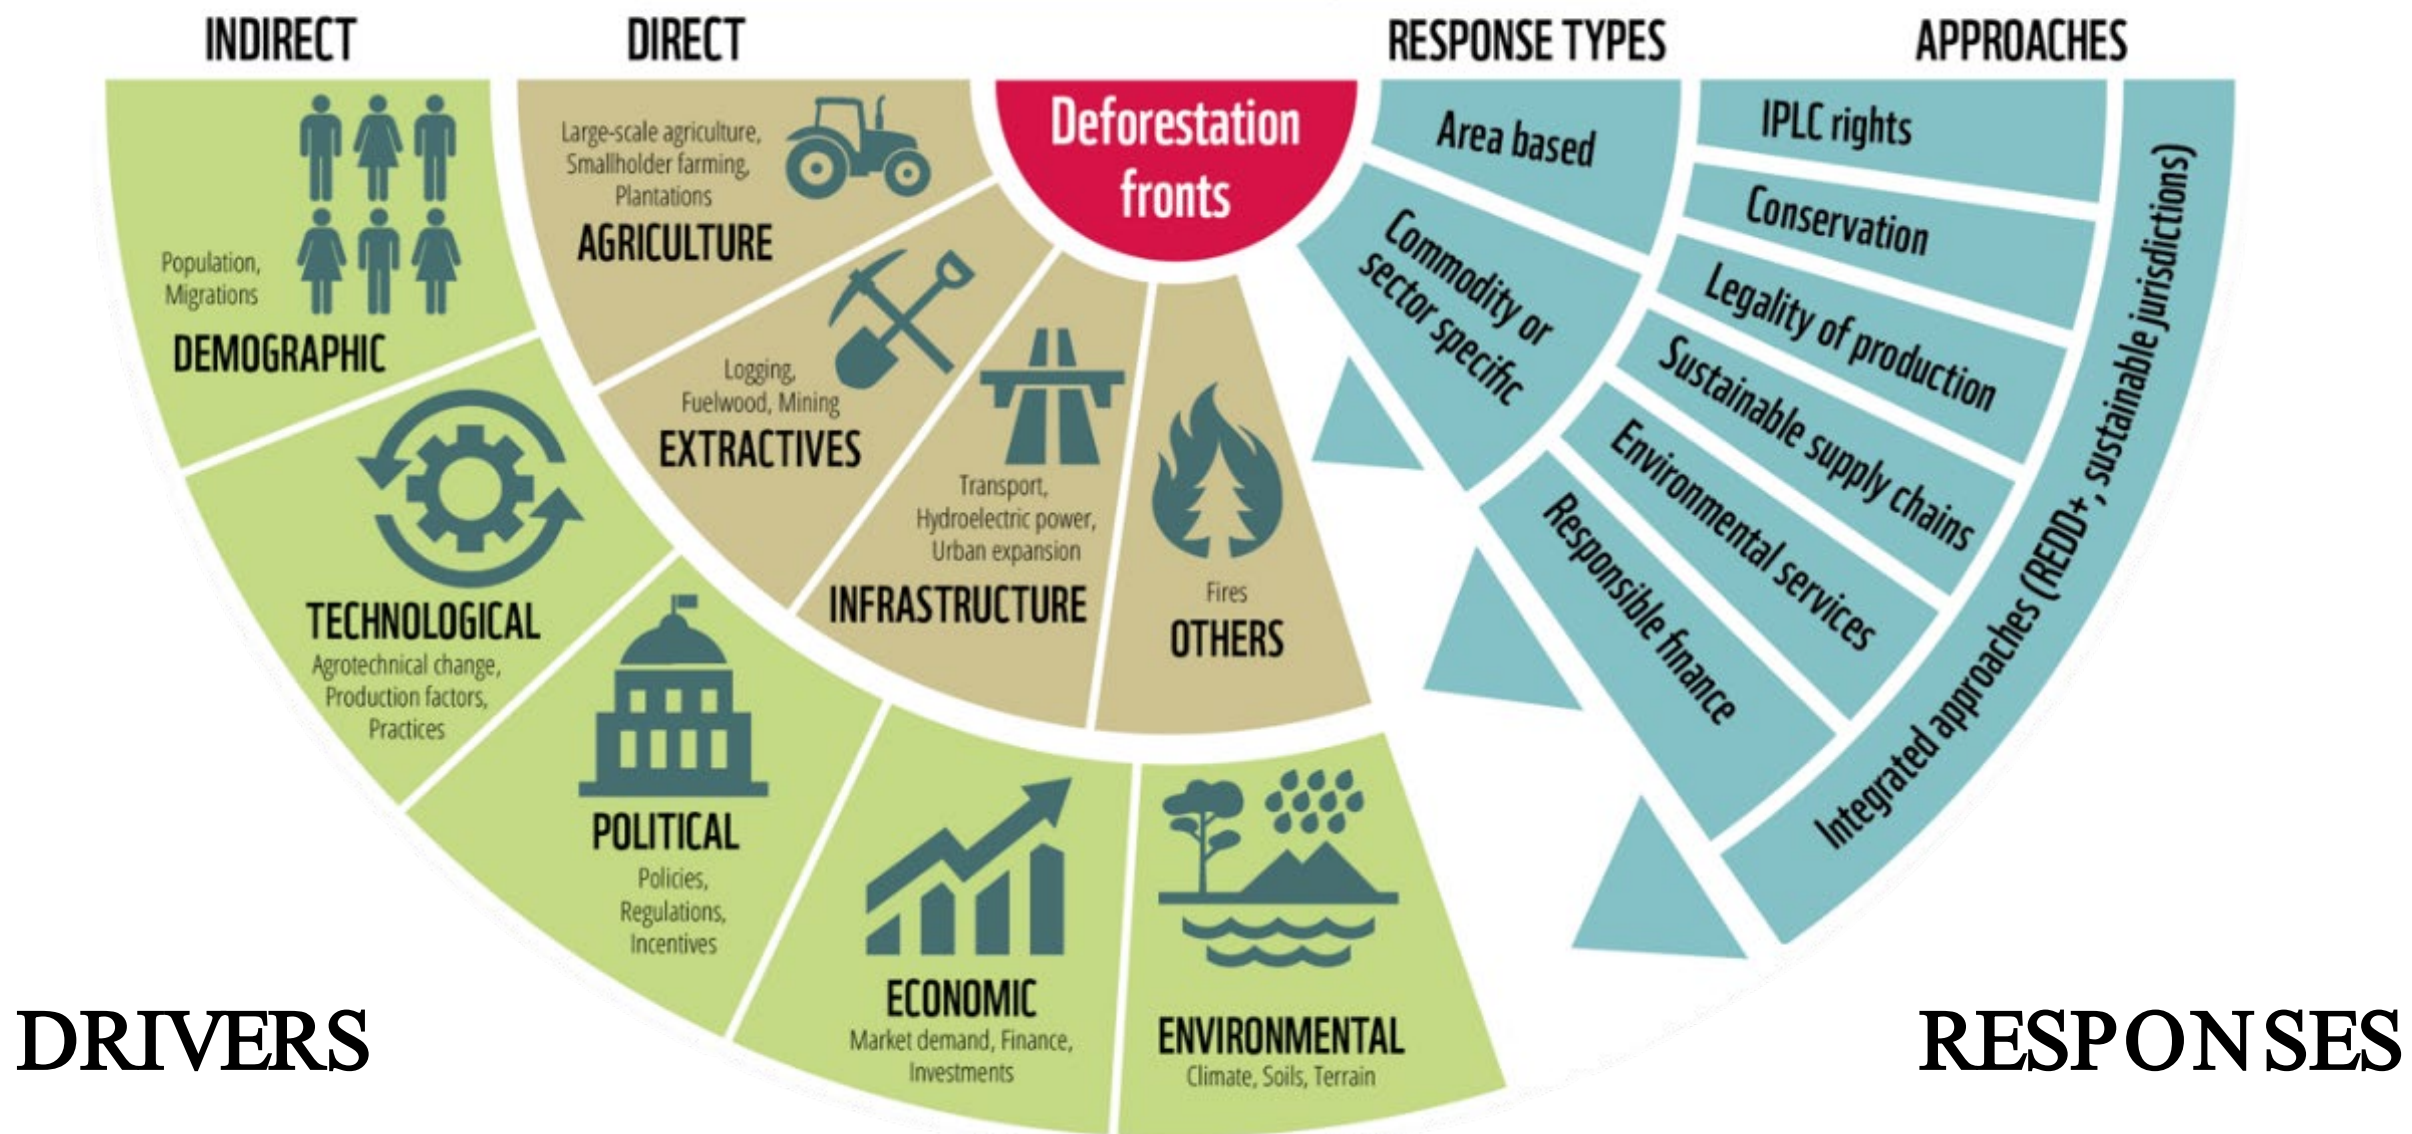 INDIRECT
DIRECT
RESPONSE TYPES
APPROACHES
Population,
Migrations
DEMOGRAPHIC
TECHNOLOGICAL
Agrotechnical change,
Production factors,
Practices
POLITICAL
Policies,
Regulations,
Incentives
ECONOMIC
Market demand, Finance,
Investments
ENVIRONMENTAL
Climate, Soils, Terrain
Large-scale agriculture,
Smallholder farming,
Plantations
AGRICULTURE
Logging,
Fuelwood, Mining
EXTRACTIVES
Transport,
Hydroelectric power,
Urban expansion
INFRASTRUCTURE
Fires
OTHERS
Deforestation
fronts
Area based
Commodity or
sector specific
IPLC rights
Conservation
Legality of production
Sustainable supply chains
Environmental services
Responsible finance
Integrated approaches (REDD+, sustainable jurisdictions)
DRIVERS
RESPONSES